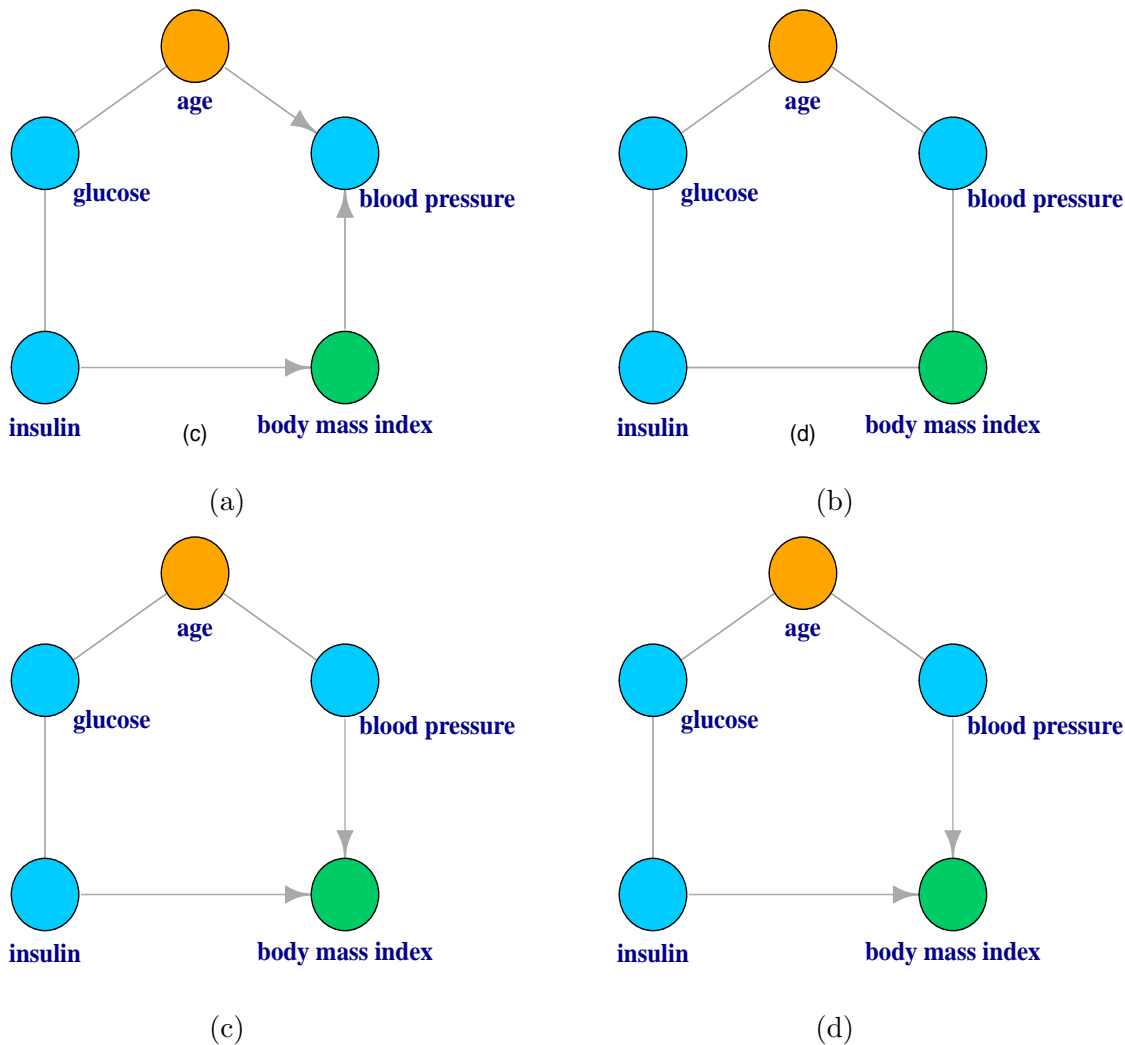 age
glucose
blood pressure
insulin
(c)
body mass index
(a)
age
glucose
blood pressure
insulin
(d)
body mass index
(b)
age
glucose
blood pressure
insulin
body mass index
(c)
age
glucose
blood pressure
insulin
body mass index
(d)